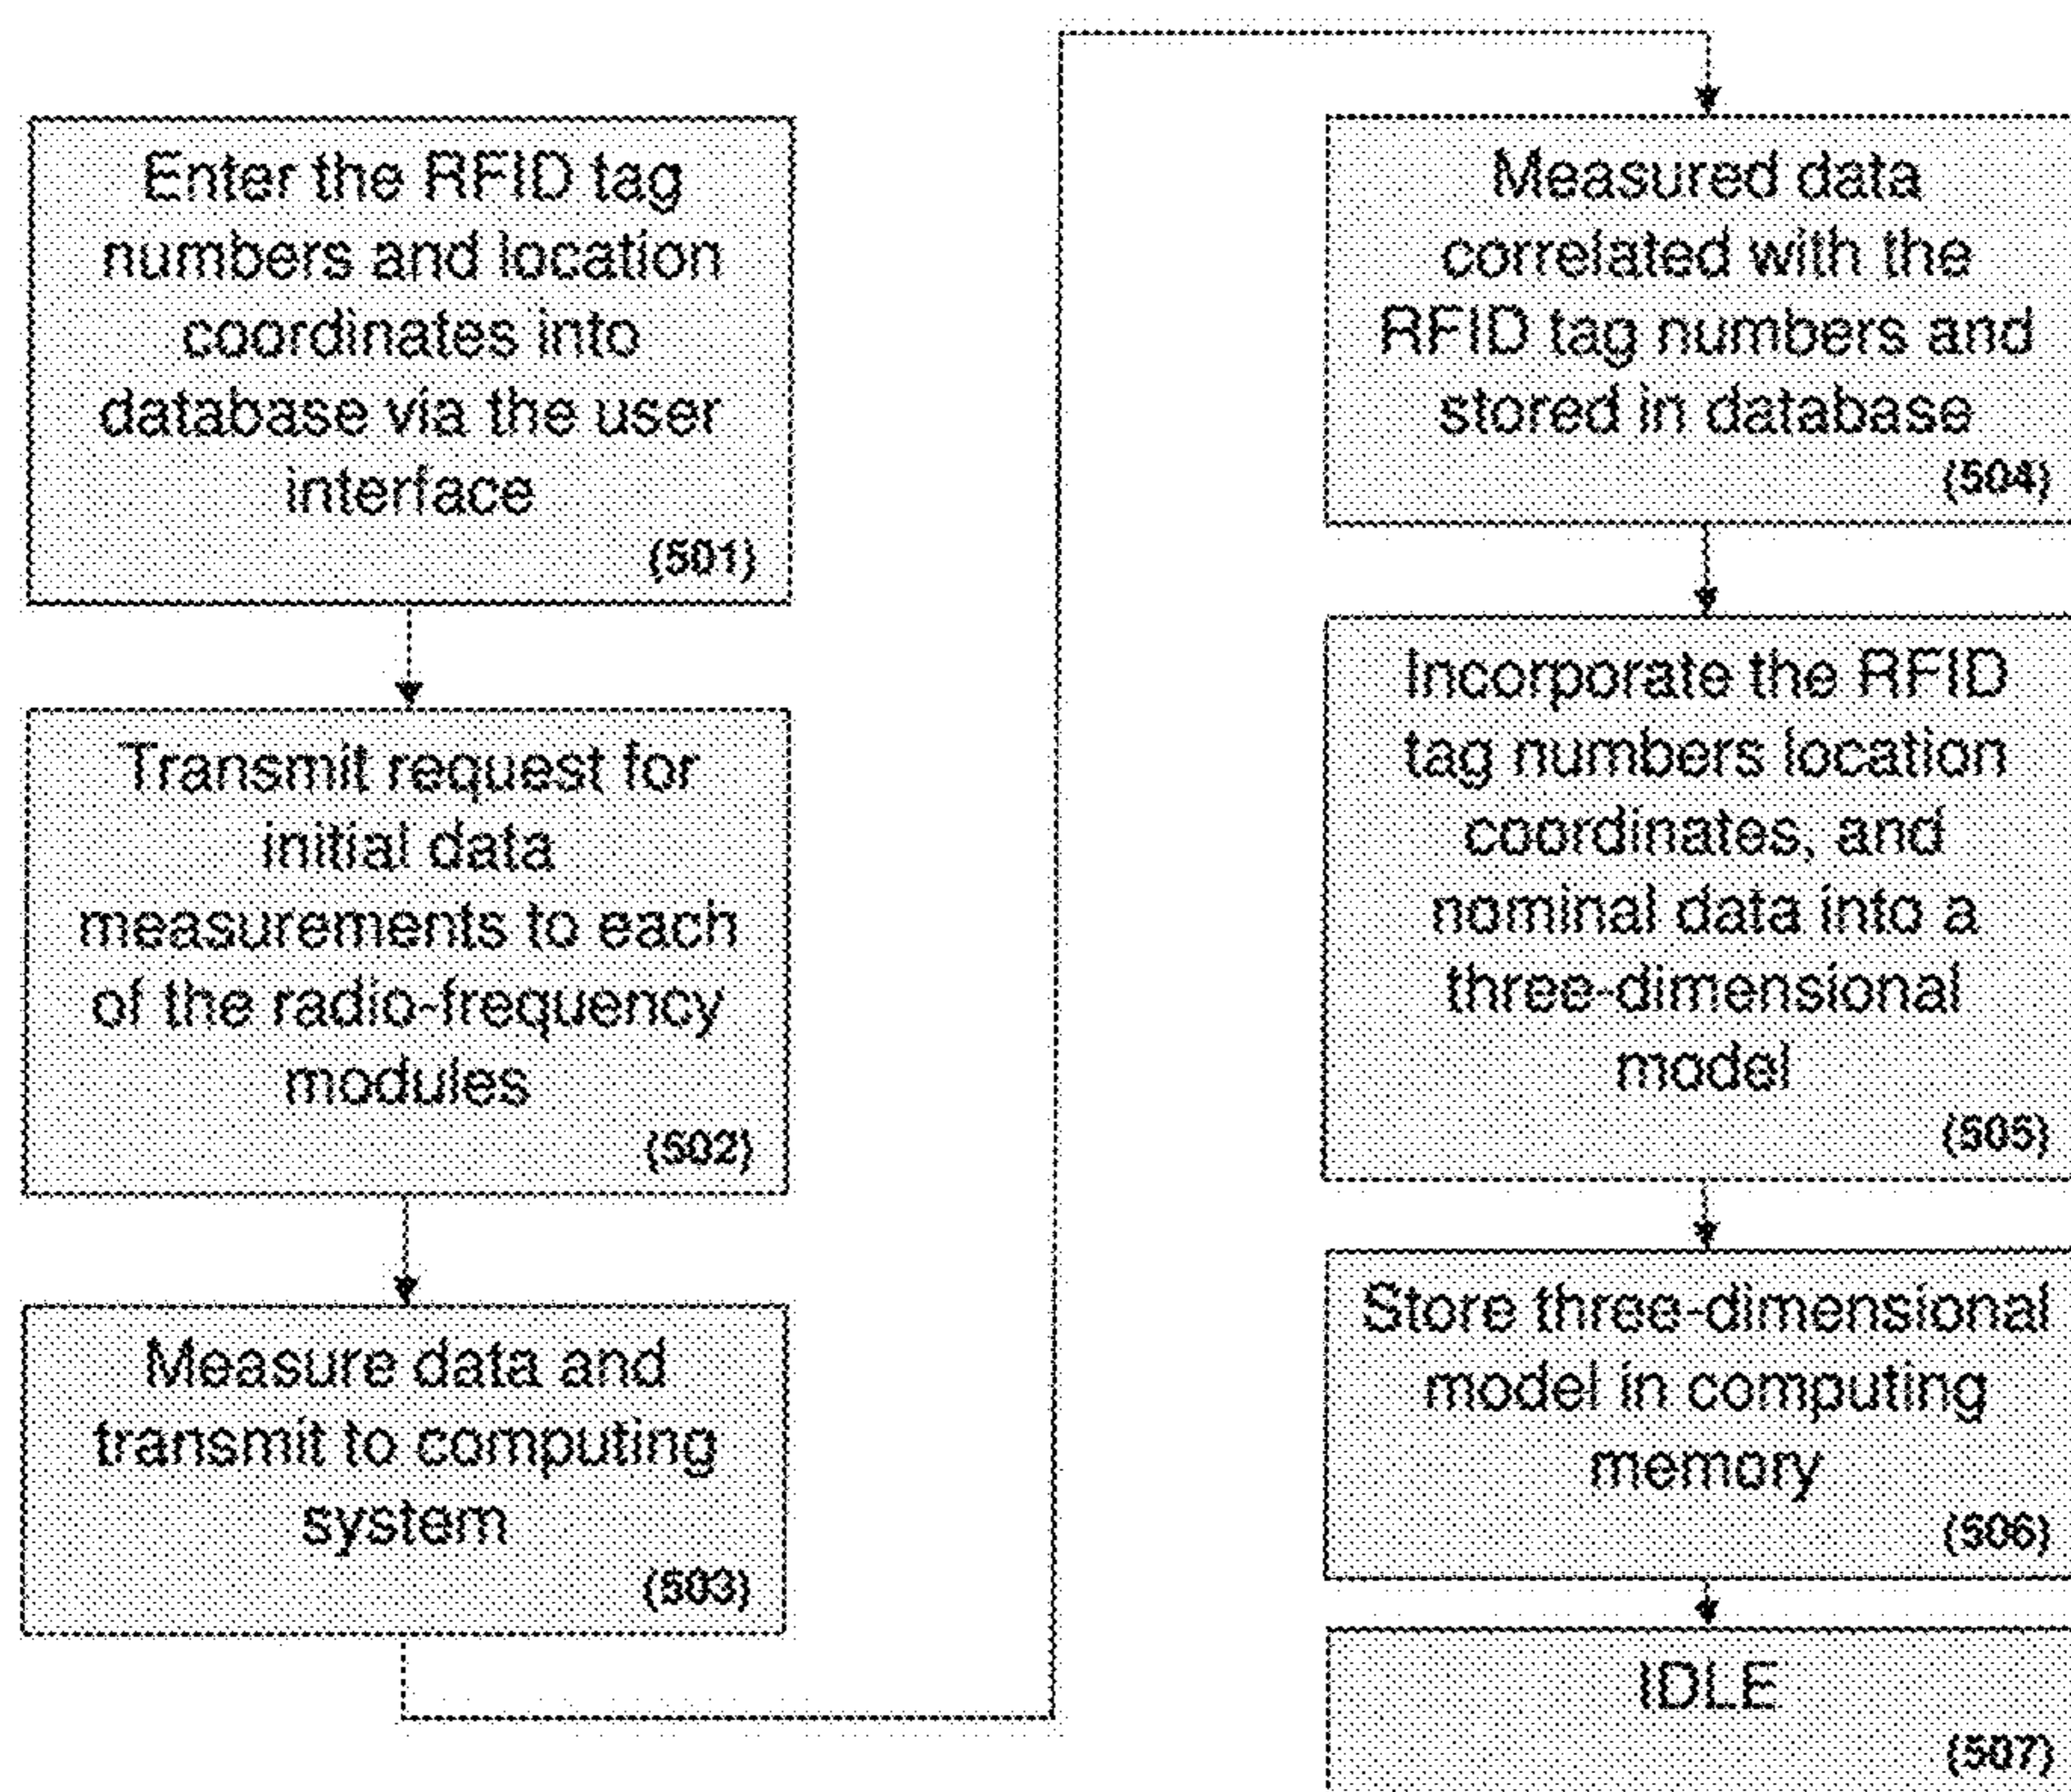 Enter the RFID tag
numbers and location
coordinates into
database via the user
interface
(501)
Transmit request for
initial data
measurements to each
of the radio-frequency
modules
(502)
Measure data and
transmit to computing
system
(503)
Measured data
correlated with the
RFID tag numbers and
stored in database
(504)
Incorporate the RFID
tag numbers location
coordinates, and
nominal data into a
three-dimensional
model
(505)
Store three-dimensional
model in computing
memory
(506)
IDLE
(507)